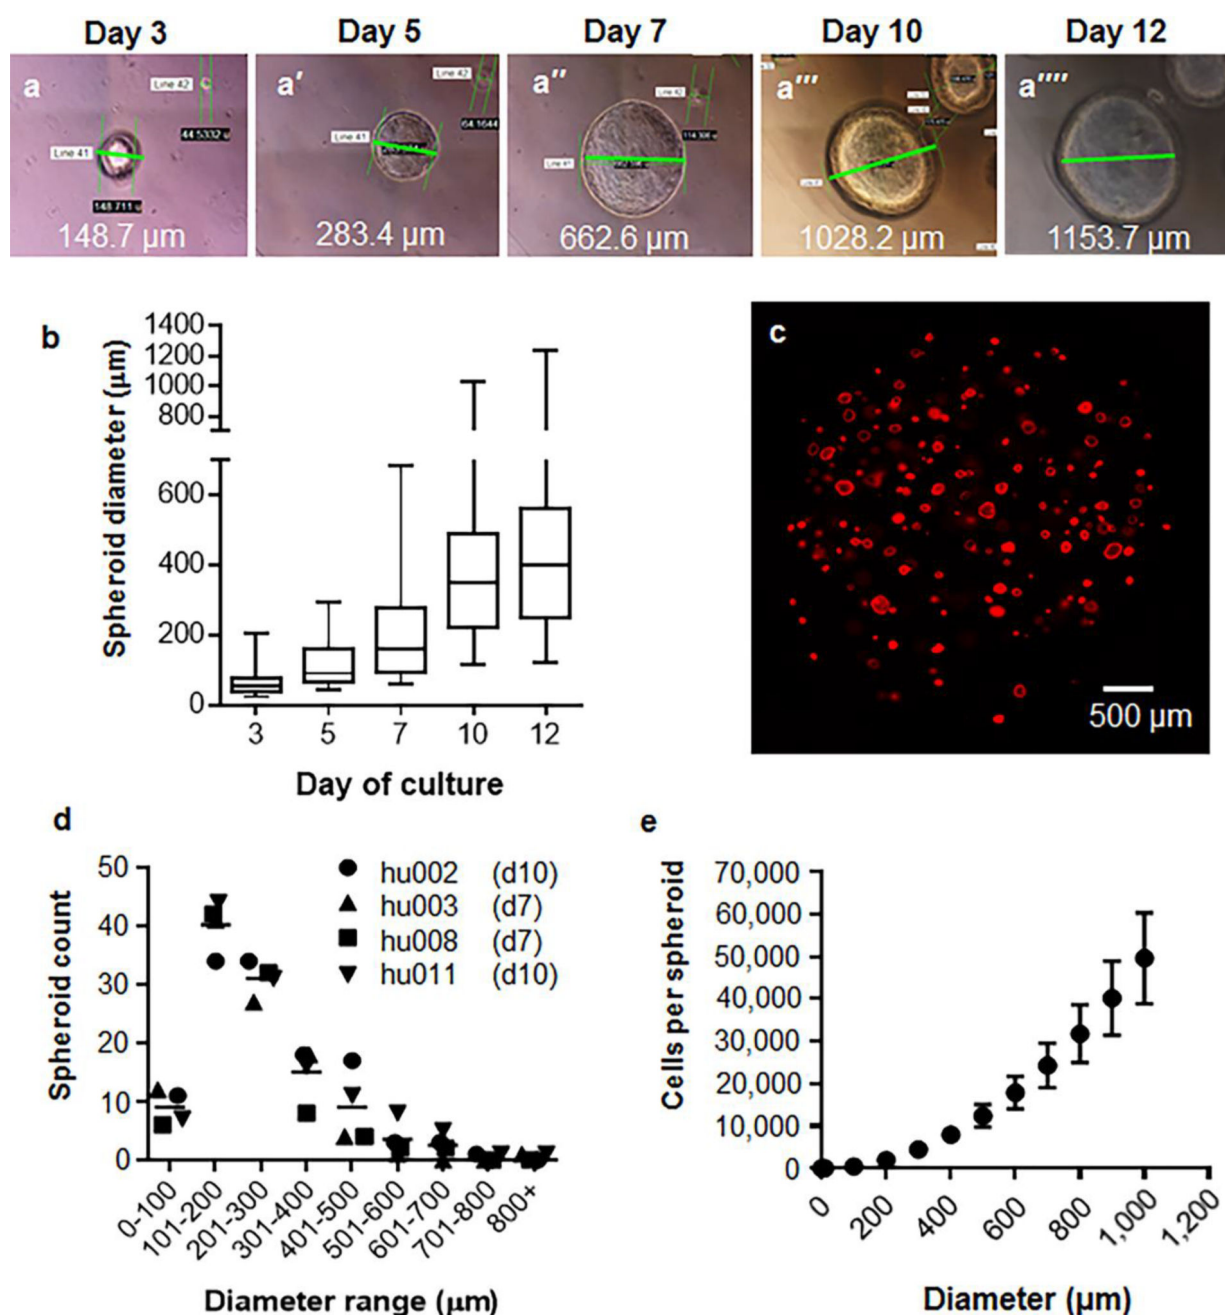 Day 3 Day 5 Day 7 Day 10 Day 12
a a′ a′′ a′′′ a′′′′
Line 42
44.5332 u
Line 41
148.711 u
148.7 µm
Line 42
64.1644
Line 41
283.4 µm
Line 42
114.306 u
Line 41
662.6 µm
1028.2 µm
1153.7 µm
b
Spheroid diameter (µm)
1400
1200
1000
800
600
400
200
0
3 5 7 10 12
Day of culture
c
500 µm
d
Spheroid count
50
40
30
20
10
0
hu002 (d10)
hu003 (d7)
hu008 (d7)
hu011 (d10)
0-100 101-200 201-300 301-400 401-500 501-600 601-700 701-800 800+
Diameter range (µm)
e
Cells per spheroid
70,000
60,000
50,000
40,000
30,000
20,000
10,000
0
0 200 400 600 800 1,000 1,200
Diameter (µm)